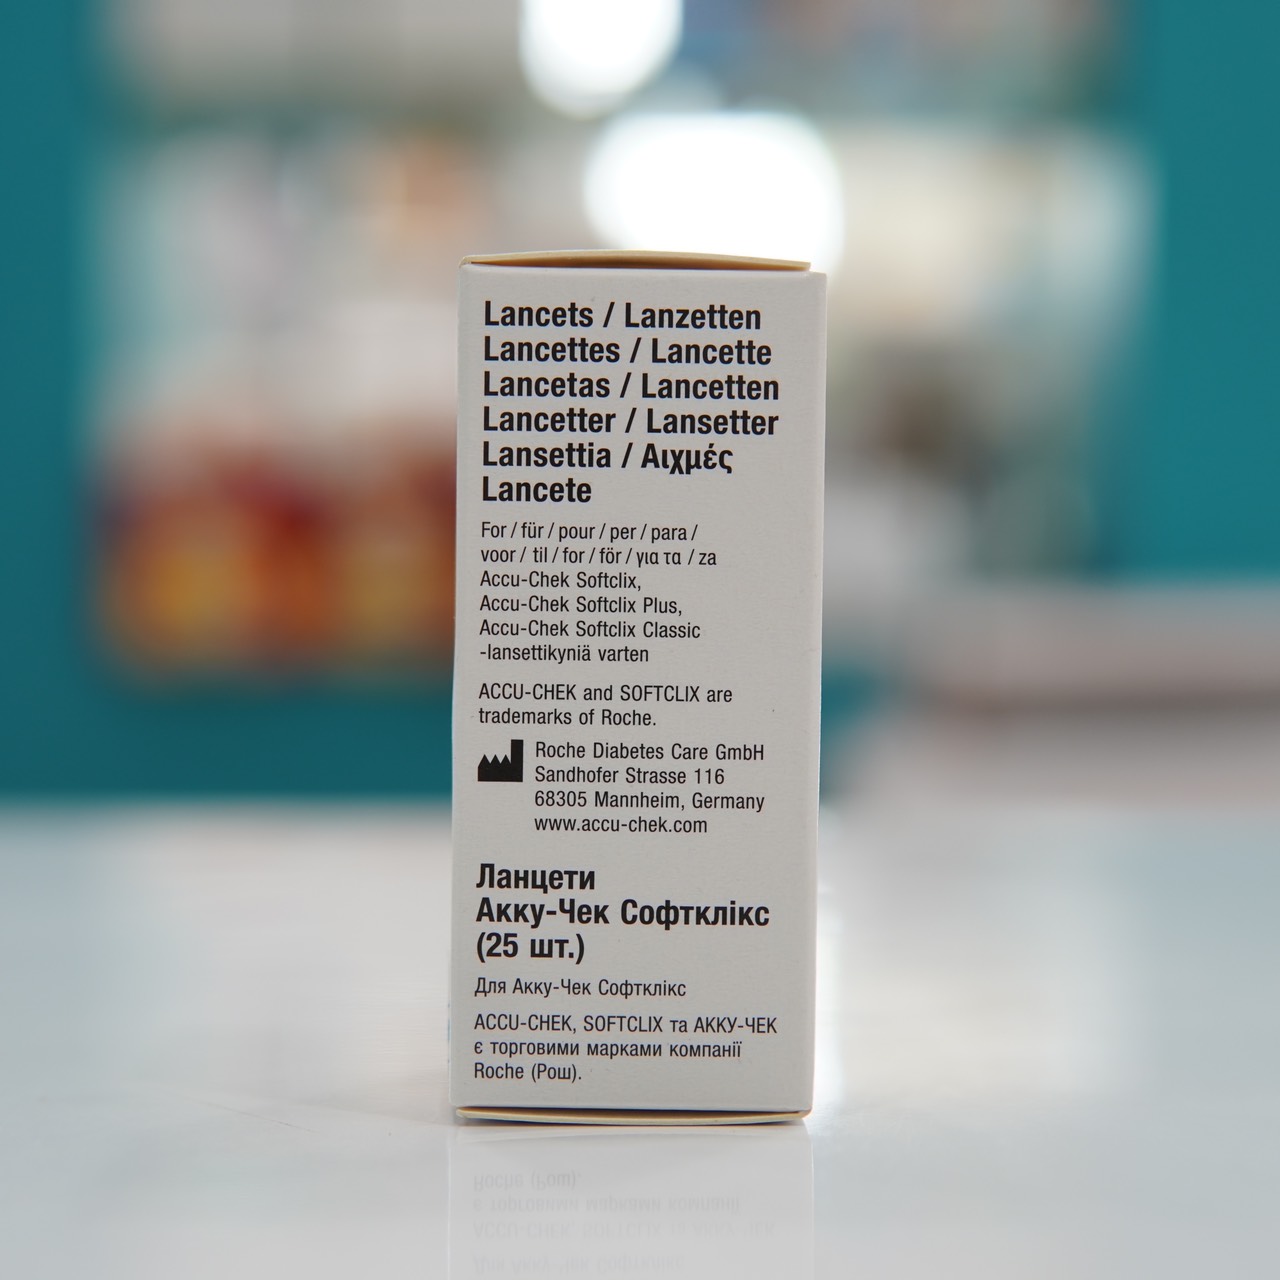 Lancets / Lanzetten
Lancettes / Lancette
Lancetas / Lancetten
Lancetter / Lansetter
Lansettia / Αιχμές
Lancete
For / für / pour / per / para /
voor / til / for / för / για τα / za
Accu-Chek Softclix,
Accu-Chek Softclix Plus,
Accu-Chek Softclix Classic
-lansettikyniä varten
ACCU-CHEK and SOFTCLIX are
trademarks of Roche.
Roche Diabetes Care GmbH
Sandhofer Strasse 116
68305 Mannheim, Germany
www.accu-chek.com
Ланцети
Акку-Чек Софтклікс
(25 шт.)
Для Акку-Чек Софтклікс
ACCU-CHEK, SOFTCLIX та АККУ-ЧЕК
є торговими марками компанії
Roche (Рош).